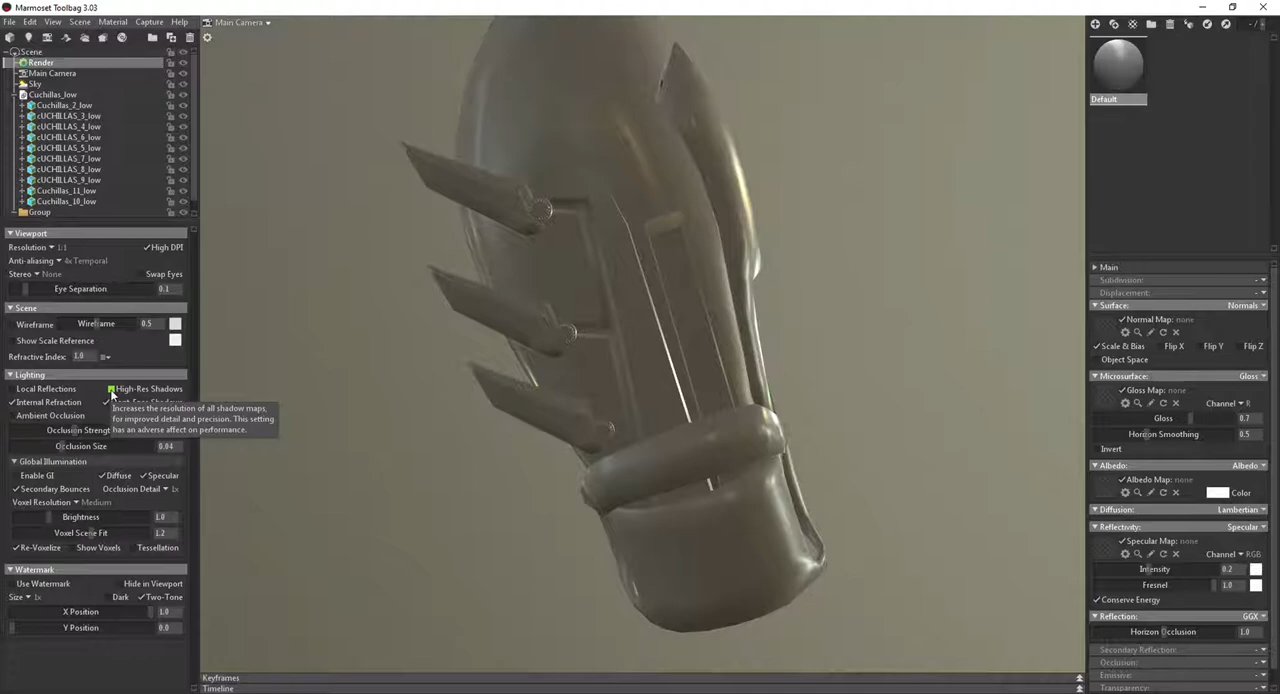 Marmoset Toolbag 3.03
File Edit View Scene Material Capture Help
Main Camera
Scene
Render
Main Camera
Sky
Cuchillas_low
Cuchillas_2_low
cUCHILLAS_3_low
cUCHILLAS_4_low
cUCHILLAS_6_low
cUCHILLAS_5_low
cUCHILLAS_7_low
cUCHILLAS_8_low
cUCHILLAS_9_low
Cuchillas_11_low
Cuchillas_10_low
Group
Viewport
Resolution 1:1 High DPI
Anti-aliasing 4x Temporal
Stereo None Swap Eyes
Eye Separation 0.1
Scene
Wireframe Wireframe 0.5
Show Scale Reference
Refractive Index: 1.0
Lighting
Local Reflections High-Res Shadows
Internal Refraction
Ambient Occlusion
Increases the resolution of all shadow maps,
for improved detail and precision. This setting
has an adverse affect on performance.
Occlusion Strengt
Occlusion Size 0.04
Global Illumination
Enable GI Diffuse Specular
Secondary Bounces Occlusion Detail 1x
Voxel Resolution Medium
Brightness 1.0
Voxel Scene Fit 1.2
Re-Voxelize Show Voxels Tessellation
Watermark
Use Watermark Hide in Viewport
Size 1x Dark Two-Tone
X Position 1.0
Y Position 0.0
Keyframes
Timeline
Default
Main
Subdivision:
Displacement:
Surface: Normals
Normal Map: none
Scale & Bias Flip X Flip Y Flip Z
Object Space
Microsurface: Gloss
Gloss Map: none
Channel R
Gloss 0.7
Horizon Smoothing 0.5
Invert
Albedo: Albedo
Albedo Map: none
Color
Diffusion: Lambertian
Reflectivity: Specular
Specular Map: none
Channel RGB
Intensity 0.2
Fresnel 1.0
Conserve Energy
Reflection: GGX
Horizon Occlusion 1.0
Secondary Reflection:
Occlusion:
Emissive:
Transparency: